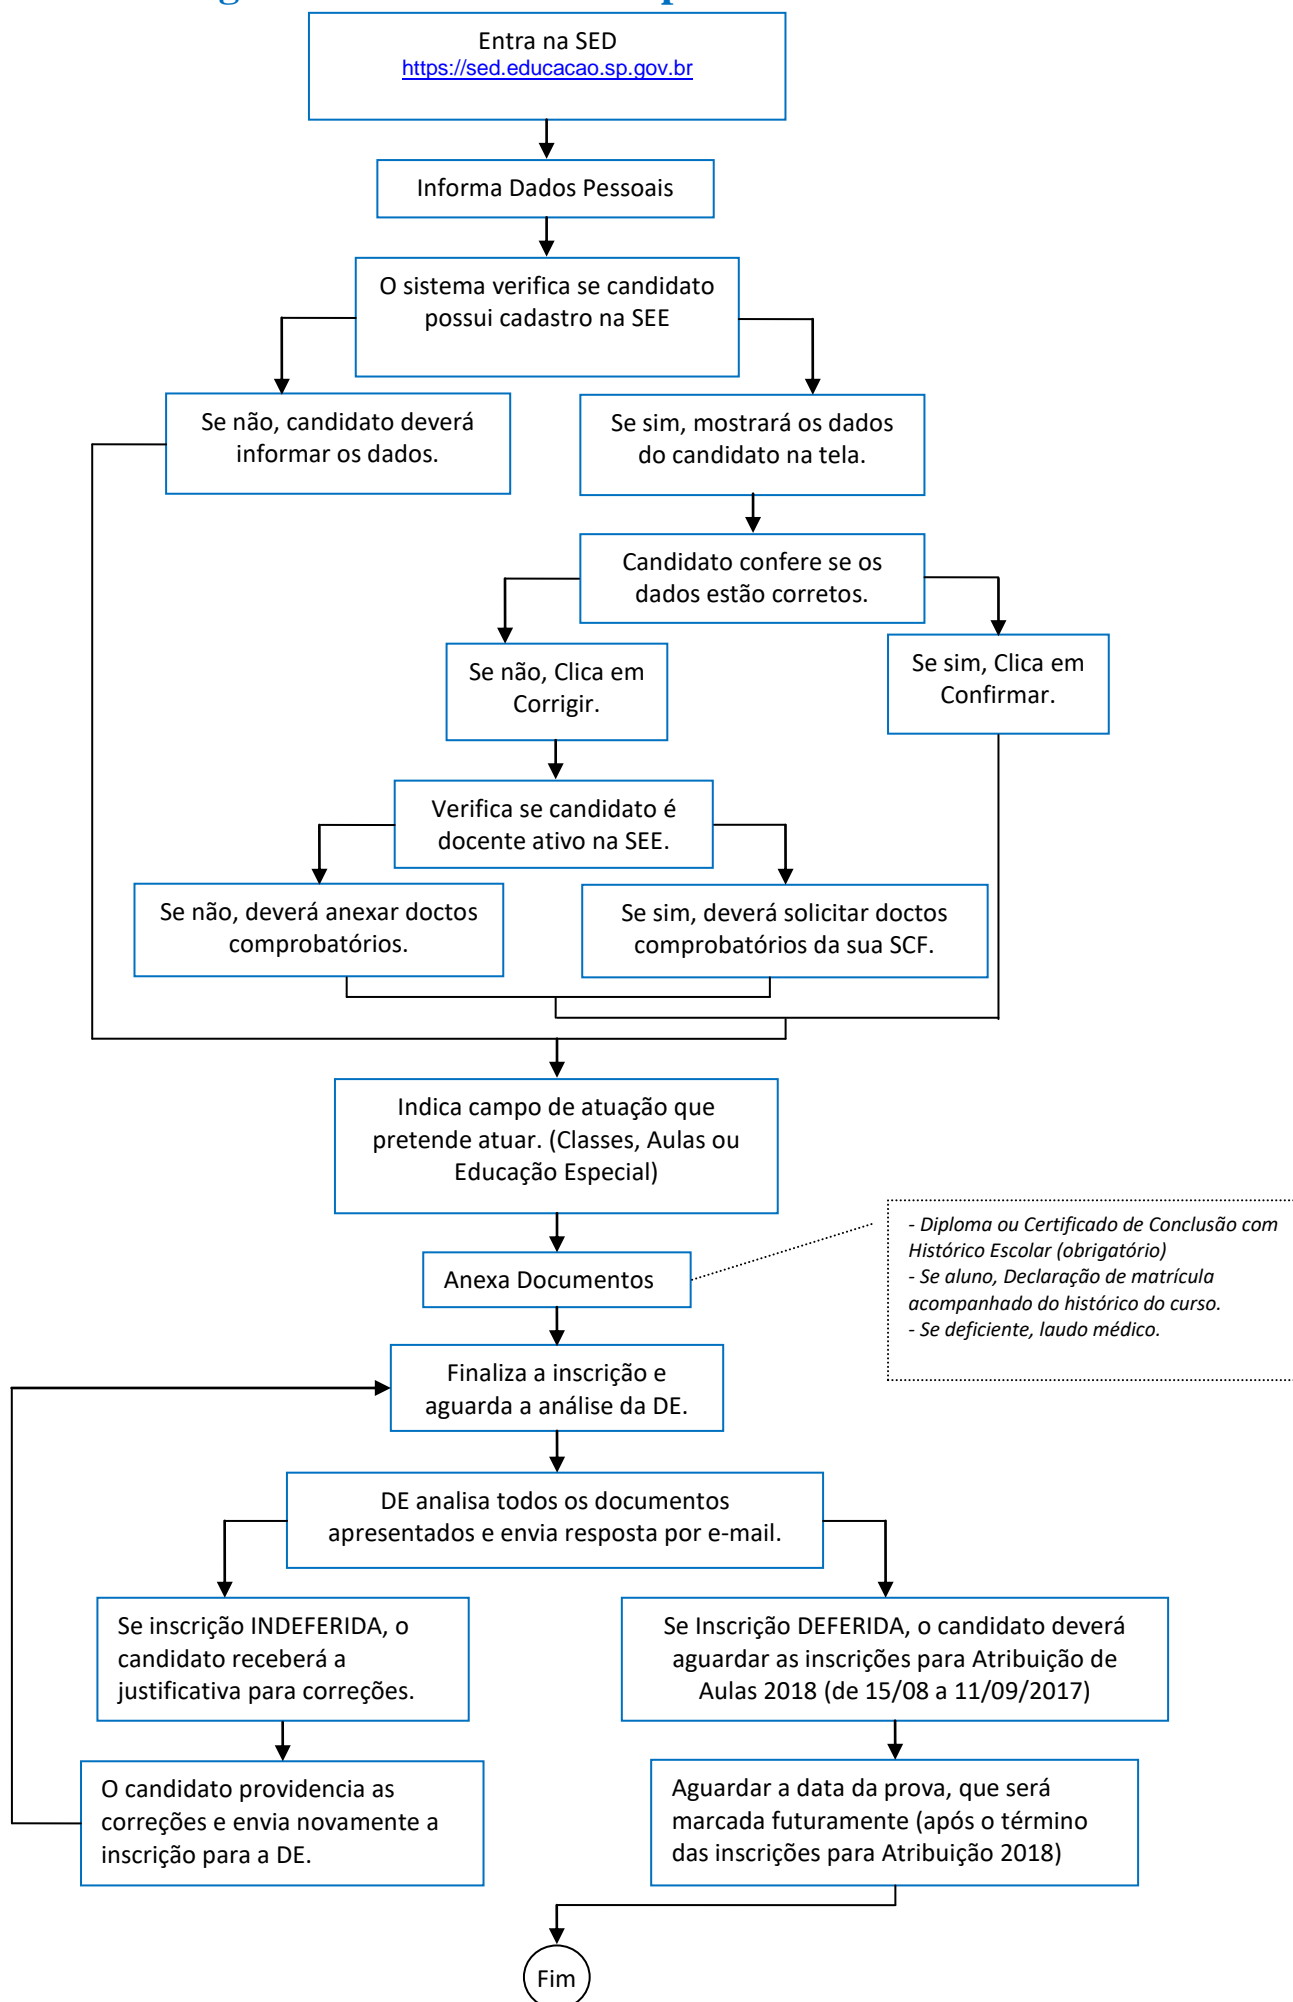 Entra na SED
https://sed.educacao.sp.gov.br
Informa Dados Pessoais
O sistema verifica se candidato
possui cadastro na SEE
Se não, candidato deverá
informar os dados.
Se sim, mostrará os dados
do candidato na tela.
Candidato confere se os
dados estão corretos.
Se não, Clica em
Corrigir.
Se sim, Clica em
Confirmar.
Verifica se candidato é
docente ativo na SEE.
Se não, deverá anexar doctos
comprobatórios.
Se sim, deverá solicitar doctos
comprobatórios da sua SCF.
Indica campo de atuação que
pretende atuar. (Classes, Aulas ou
Educação Especial)
Anexa Documentos
- Diploma ou Certificado de Conclusão com
Histórico Escolar (obrigatório)
- Se aluno, Declaração de matrícula
acompanhado do histórico do curso.
- Se deficiente, laudo médico.
Finaliza a inscrição e
aguarda a análise da DE.
DE analisa todos os documentos
apresentados e envia resposta por e-mail.
Se inscrição INDEFERIDA, o
candidato receberá a
justificativa para correções.
Se Inscrição DEFERIDA, o candidato deverá
aguardar as inscrições para Atribuição de
Aulas 2018 (de 15/08 a 11/09/2017)
O candidato providencia as
correções e envia novamente a
inscrição para a DE.
Aguardar a data da prova, que será
marcada futuramente (após o término
das inscrições para Atribuição 2018)
Fim